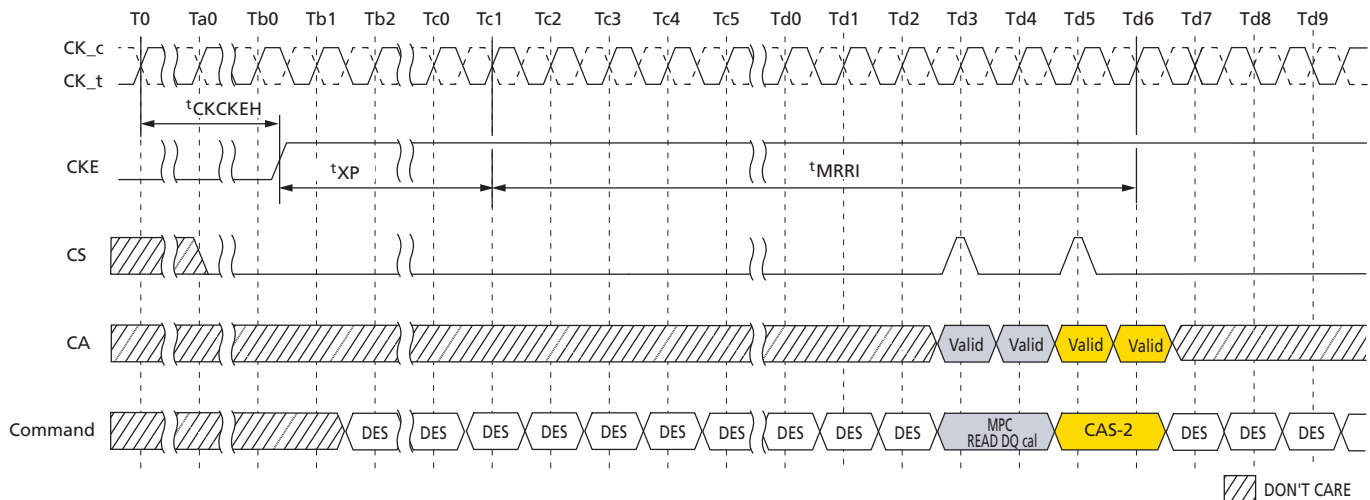 T0 Ta0 Tb0 Tb1 Tb2 Tc0 Tc1 Tc2 Tc3 Tc4 Tc5 Td0 Td1 Td2 Td3 Td4 Td5 Td6 Td7 Td8 Td9
CK_c
CK_t
tCKCKEH
CKE
tXP
tMRRI
CS
CA
Valid Valid Valid Valid
Command
DES DES DES DES DES DES DES DES DES DES
MPC
READ DQ cal
CAS-2
DES DES DES
DON'T CARE